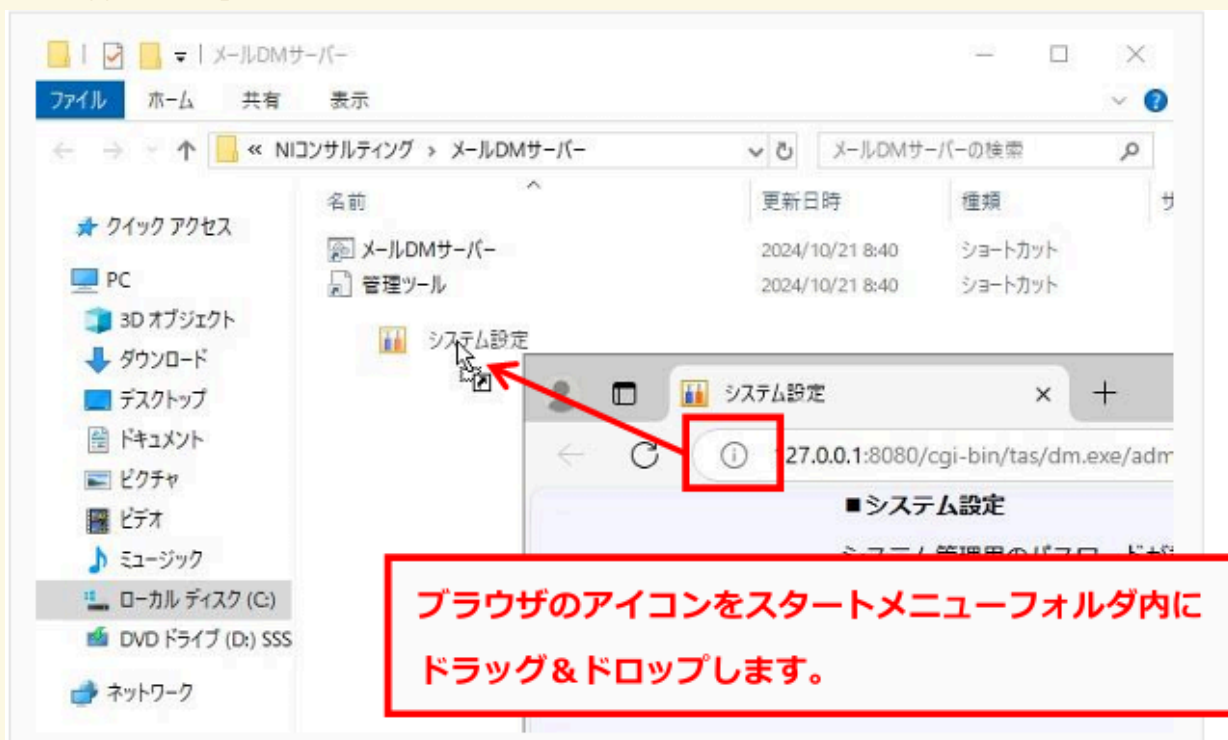 メールDMサーバー
ファイル ホーム 共有 表示
« NIコンサルティング › メールDMサーバー メールDMサーバーの検索
名前 更新日時 種類 サ
クイック アクセス
メールDMサーバー 2024/10/21 8:40 ショートカット
PC
管理ツール 2024/10/21 8:40 ショートカット
3D オブジェクト
システム設定
ダウンロード
デスクトップ
システム設定
ドキュメント
127.0.0.1:8080/cgi-bin/tas/dm.exe/adm
ピクチャ
■システム設定
ビデオ
ミュージック
ローカル ディスク (C:)
ブラウザのアイコンをスタートメニューフォルダ内に
DVD ドライブ (D:) SSS
ドラッグ＆ドロップします。
ネットワーク